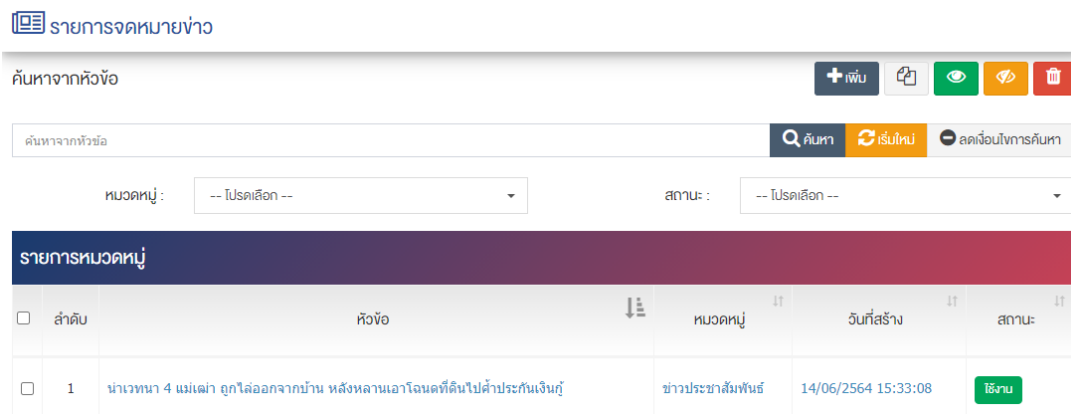 รายการจดหมายข่าว
ค้นหาจากหัวข้อ
เพิ่ม
ค้นหาจากหัวข้อ
ค้นหา เริ่มใหม่ ลดเงื่อนไขการค้นหา
หมวดหมู่ : -- โปรดเลือก -- สถานะ : -- โปรดเลือก --
รายการหมวดหมู่
ลำดับ หัวข้อ หมวดหมู่ วันที่สร้าง สถานะ
1 น่าเวทนา 4 แม่เฒ่า ถูกไล่ออกจากบ้าน หลังหลานเอาโฉนดที่ดินไปค้ำประกันเงินกู้ ข่าวประชาสัมพันธ์ 14/06/2564 15:33:08 ใช้งาน